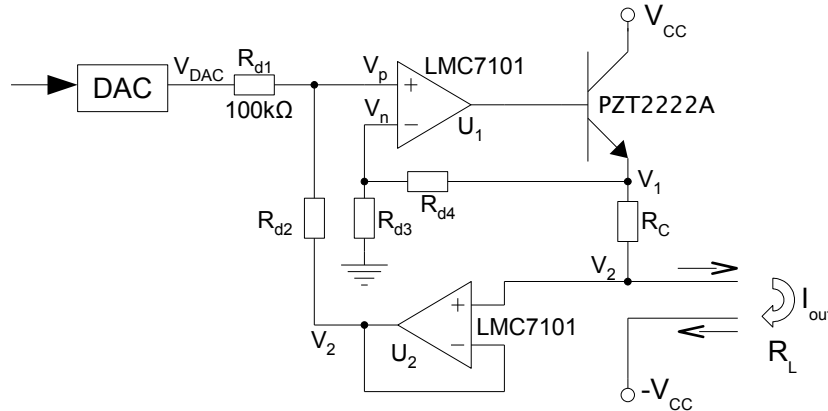 V_CC
DAC
V_DAC
R_d1
100kΩ
V_p
V_n
+
−
LMC7101
U_1
PZT2222A
V_1
R_d4
R_d2
R_d3
R_C
V_2
+
−
LMC7101
U_2
V_2
I_out
R_L
-V_CC